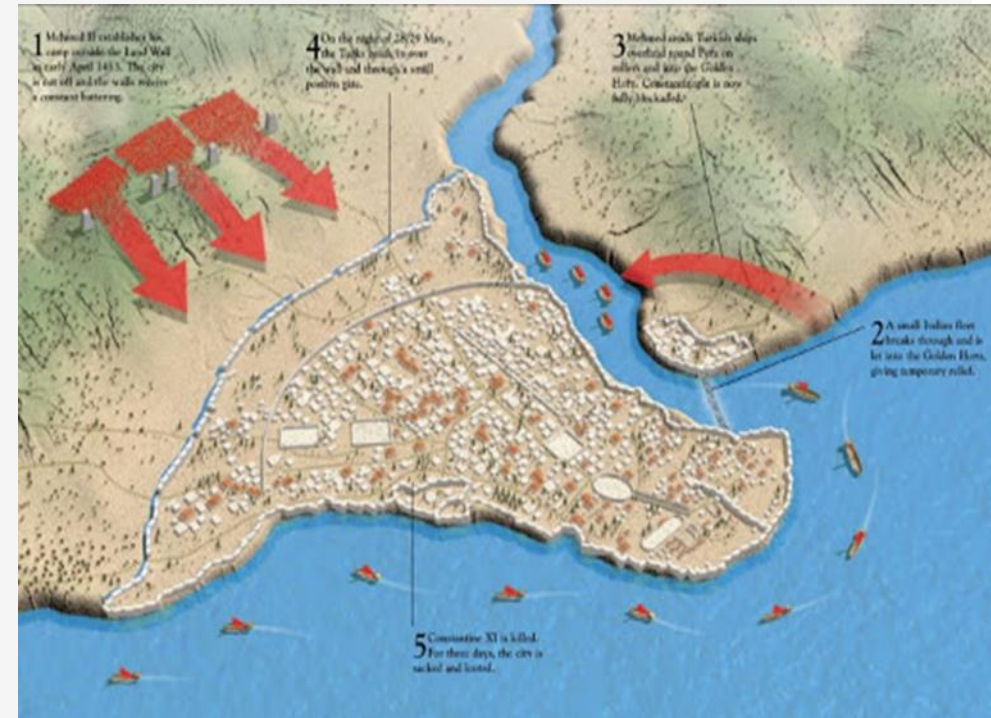 1 Mehmed II establishes his
camp outside the Land Wall
in early April 1453. The city
is cut off and the walls receive
a constant battering.
4 On the night of 28/29 May,
the Turks break in over
the wall and through a small
postern gate.
3 Mehmed sends Turkish ships
overland round Pera on
rollers and into the Golden
Horn. Constantinople is now
fully blockaded.
2 A small Italian fleet
breaks through and is
let into the Golden Horn,
giving temporary relief.
5 Constantine XI is killed.
For three days, the city is
sacked and looted.